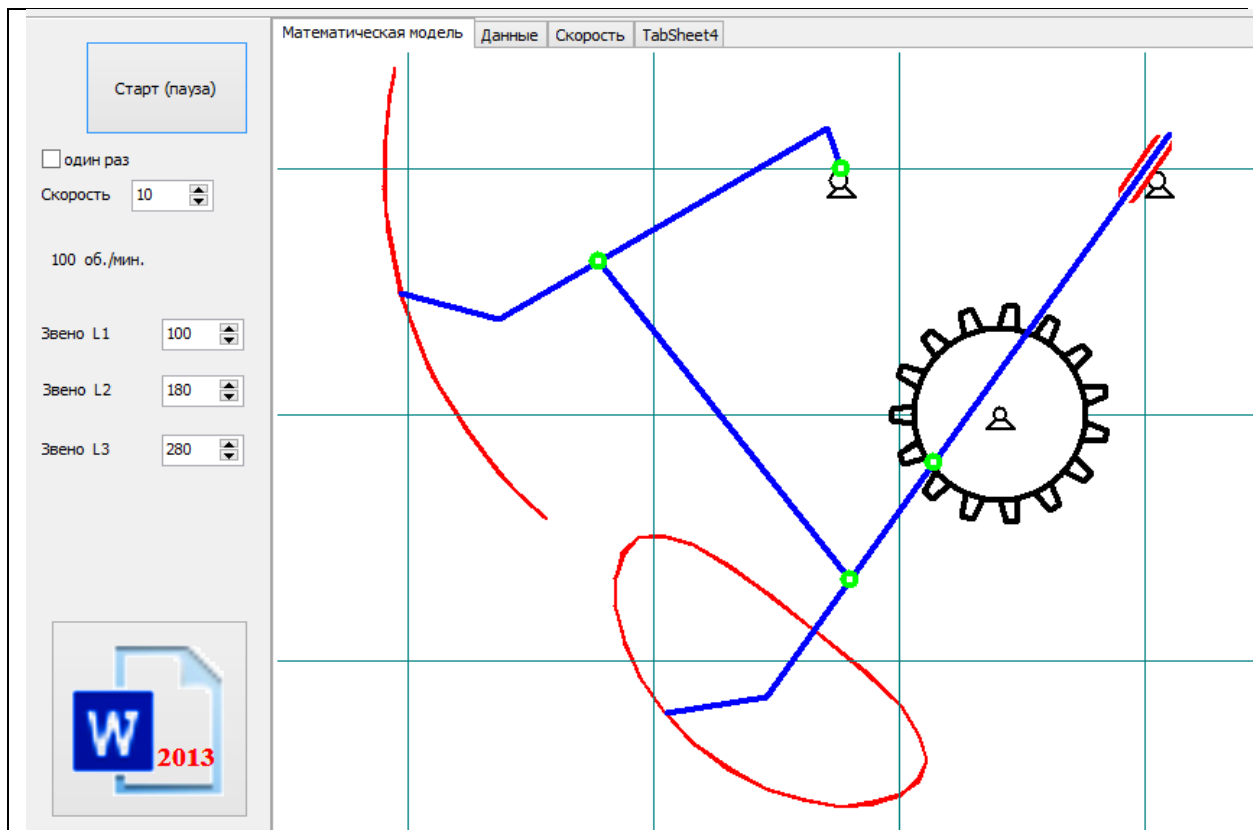 Математическая модель
Данные
Скорость
TabSheet4
Старт (пауза)
один раз
Скорость 10
100 об./мин.
Звено L1 100
Звено L2 180
Звено L3 280
W
2013